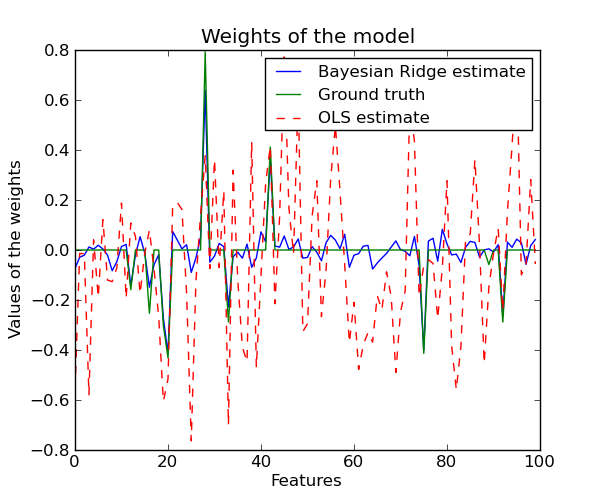 Weights of the model
Bayesian Ridge estimate
Ground truth
OLS estimate
Values of the weights
0.8
0.6
0.4
0.2
0.0
−0.2
−0.4
−0.6
−0.8
0 20 40 60 80 100
Features